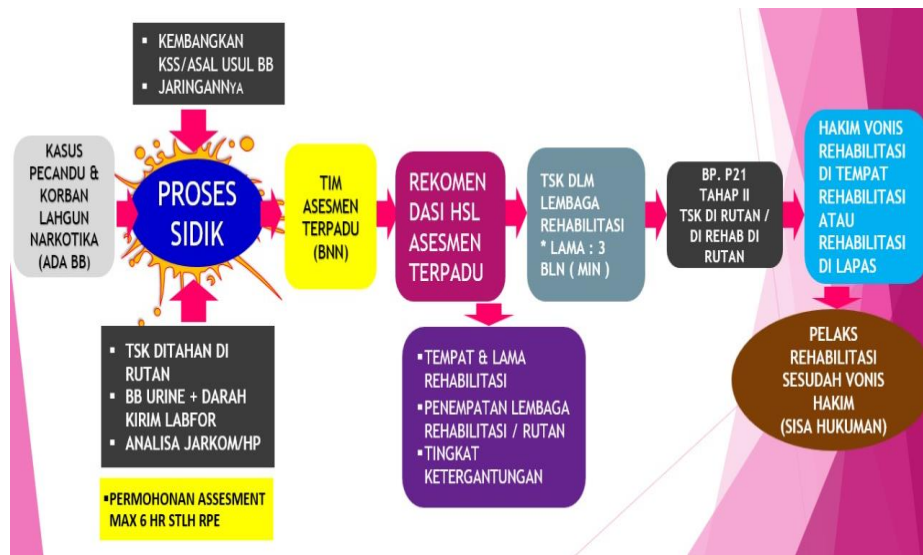 ▪ KEMBANGKAN
KSS/ASAL USUL BB
▪ JARINGANNYA
KASUS
PECANDU &
KORBAN
LAHGUN
NARKOTIKA
(ADA BB)
PROSES
SIDIK
TIM
ASESMEN
TERPADU
(BNN)
REKOMEN
DASI HSL
ASESMEN
TERPADU
TSK DLM
LEMBAGA
REHABILITASI
* LAMA : 3
BLN ( MIN )
BP. P21
TAHAP II
TSK DI RUTAN /
DI REHAB DI
RUTAN
HAKIM VONIS
REHABILITASI
DI TEMPAT
REHABILITASI
ATAU
REHABILITASI
DI LAPAS
▪ TSK DITAHAN DI
RUTAN
▪ BB URINE + DARAH
KIRIM LABFOR
▪ ANALISA JARKOM/HP
▪PERMOHONAN ASSESMENT
MAX 6 HR STLH RPE
▪TEMPAT & LAMA
REHABILITASI
▪PENEMPATAN LEMBAGA
REHABILITASI / RUTAN
▪TINGKAT
KETERGANTUNGAN
PELAKS
REHABILITASI
SESUDAH VONIS
HAKIM
(SISA HUKUMAN)